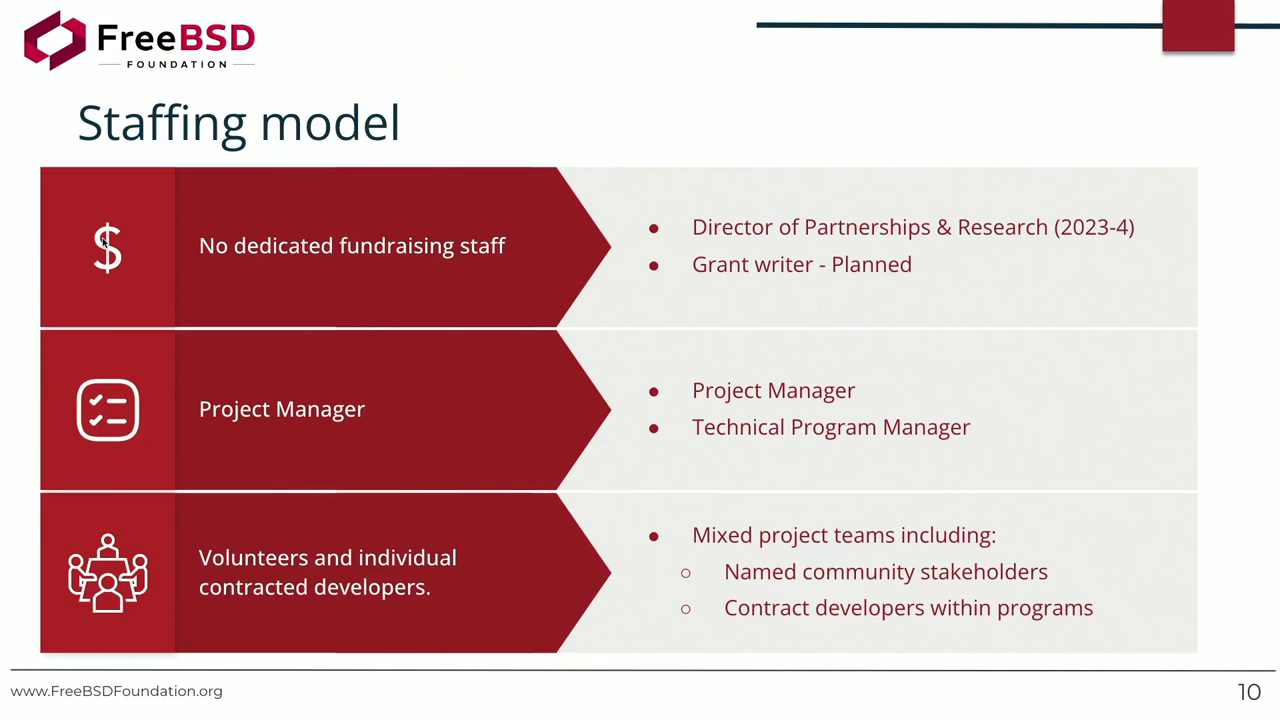 FreeBSD
FOUNDATION
Staffing model
$
No dedicated fundraising staff
● Director of Partnerships & Research (2023-4)
● Grant writer - Planned
Project Manager
● Project Manager
● Technical Program Manager
Volunteers and individual
contracted developers.
● Mixed project teams including:
○ Named community stakeholders
○ Contract developers within programs
www.FreeBSDFoundation.org
10